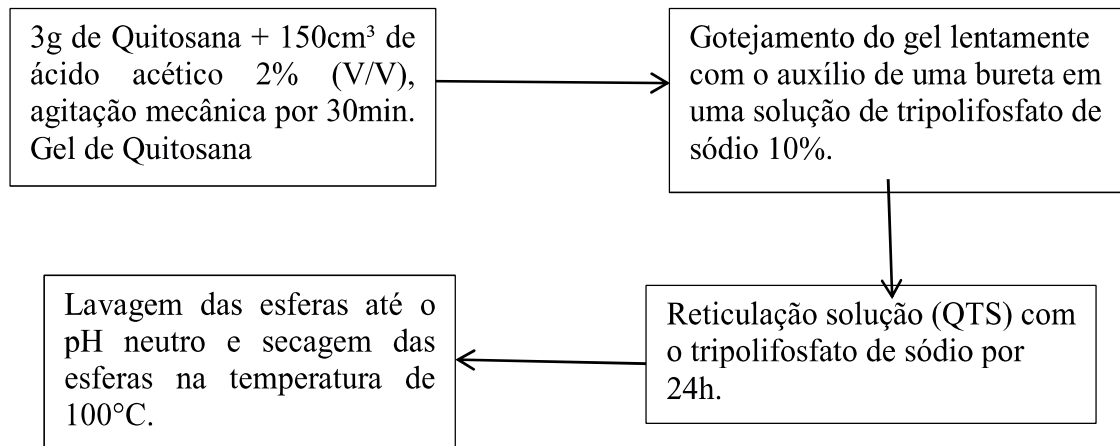 3g de Quitosana + 150cm³ de
ácido acético 2% (V/V),
agitação mecânica por 30min.
Gel de Quitosana
Gotejamento do gel lentamente
com o auxílio de uma bureta em
uma solução de tripolifosfato de
sódio 10%.
Reticulação solução (QTS) com
o tripolifosfato de sódio por
24h.
Lavagem das esferas até o
pH neutro e secagem das
esferas na temperatura de
100°C.